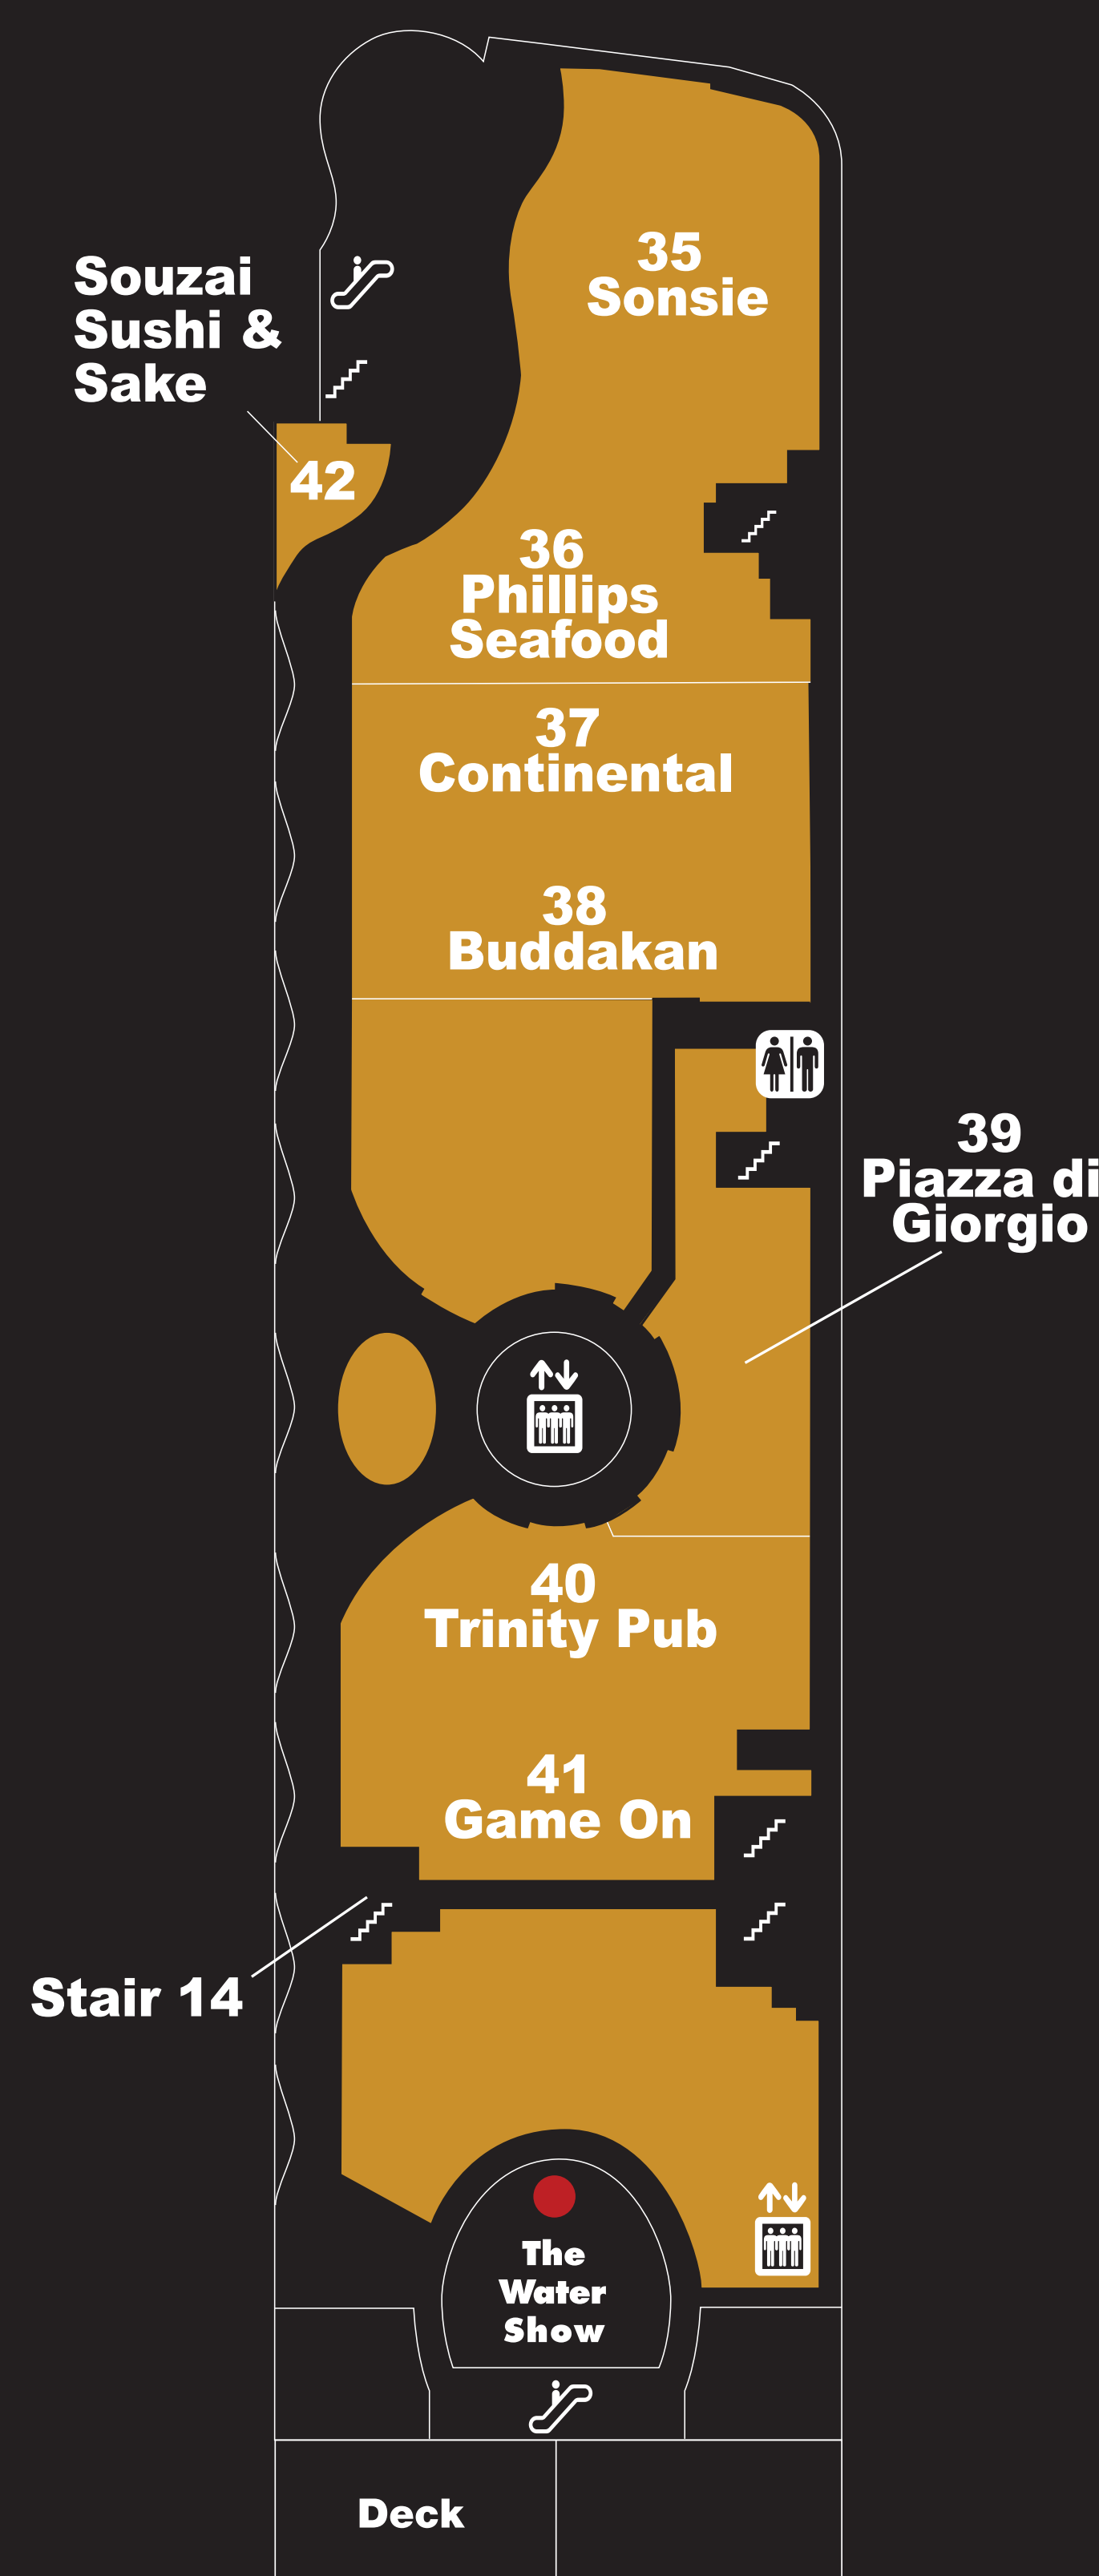 35
Sonsie
Souzai
Sushi &
Sake
42
36
Phillips
Seafood
37
Continental
38
Buddakan
39
Piazza di
Giorgio
40
Trinity Pub
41
Game On
Stair 14
The
Water
Show
Deck